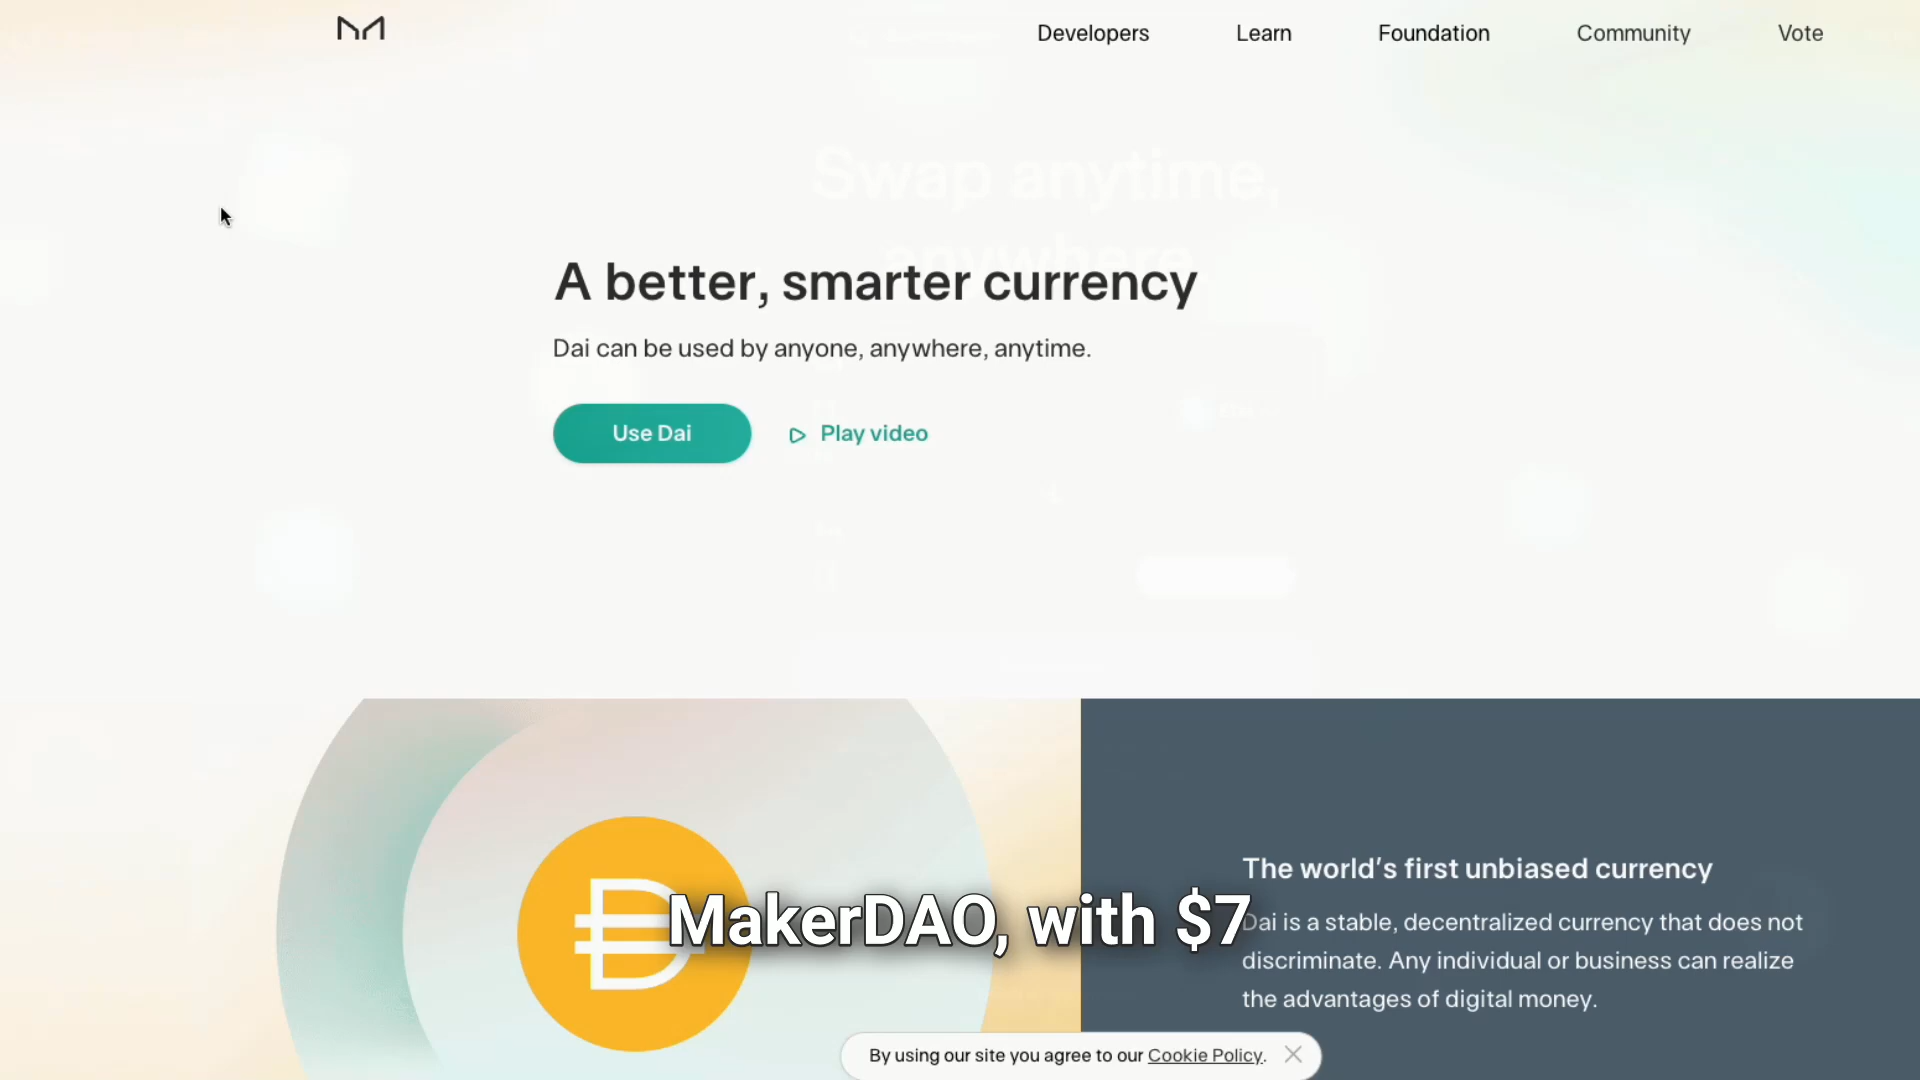 Developers Learn Foundation Community Vote
Swap anytime,
anywhere
A better, smarter currency
Dai can be used by anyone, anywhere, anytime.
Use Dai
Play video
The world's first unbiased currency
Dai is a stable, decentralized currency that does not
discriminate. Any individual or business can realize
the advantages of digital money.
MakerDAO, with $7
By using our site you agree to our Cookie Policy.